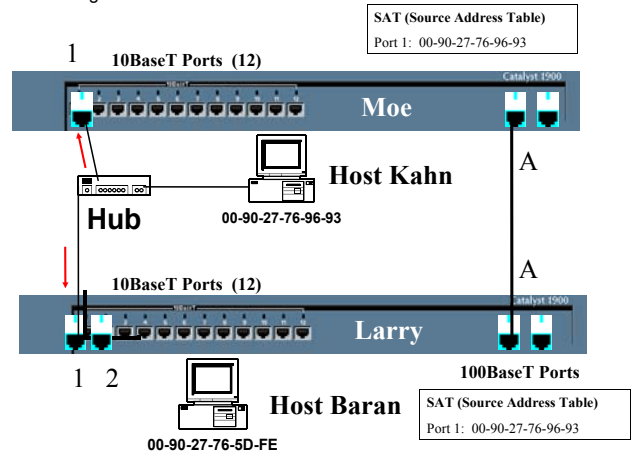 SAT (Source Address Table)
Port 1: 00-90-27-76-96-93
1
10BaseT Ports (12)
Catalyst 1900
10BaseT
Moe
A
Host Kahn
Hub
00-90-27-76-96-93
A
10BaseT Ports (12)
Catalyst 1900
10BaseT
Larry
1 2
100BaseT Ports
Host Baran
SAT (Source Address Table)
Port 1: 00-90-27-76-96-93
00-90-27-76-5D-FE